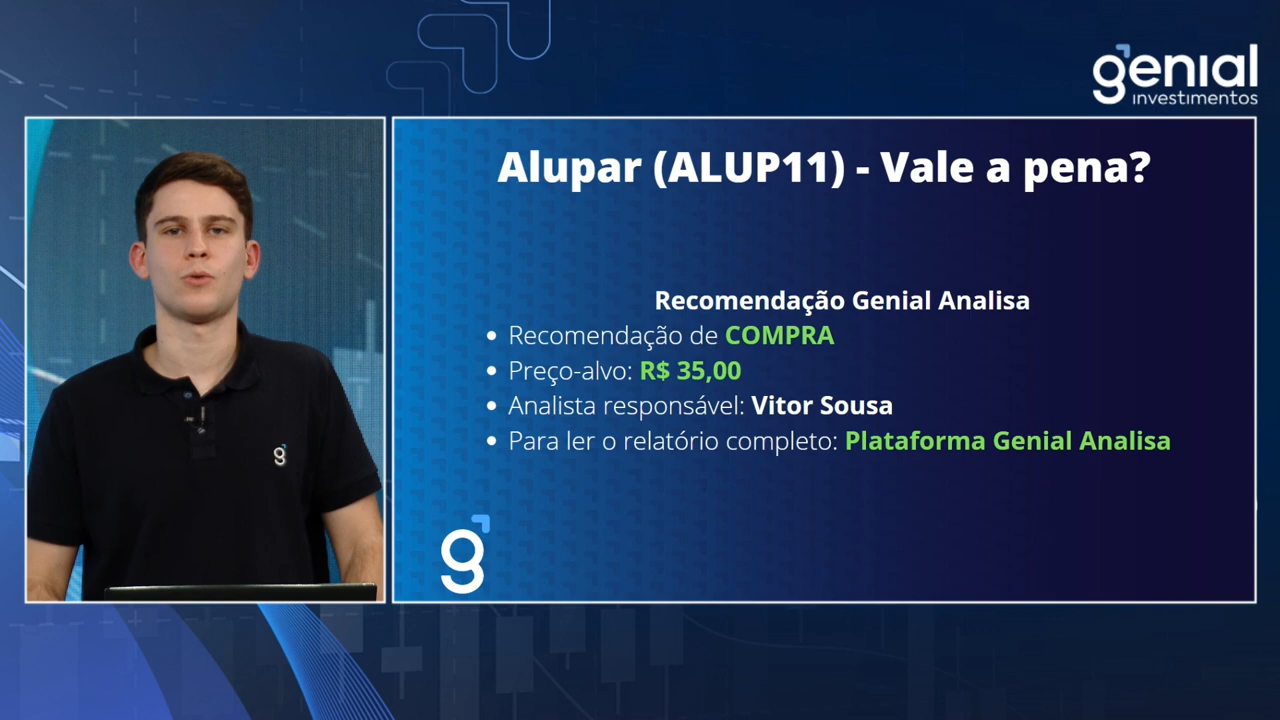 genial
investimentos
Alupar (ALUP11) - Vale a pena?
Recomendação Genial Analisa
• Recomendação de COMPRA
• Preço-alvo: R$ 35,00
• Analista responsável: Vitor Sousa
• Para ler o relatório completo: Plataforma Genial Analisa
g
g